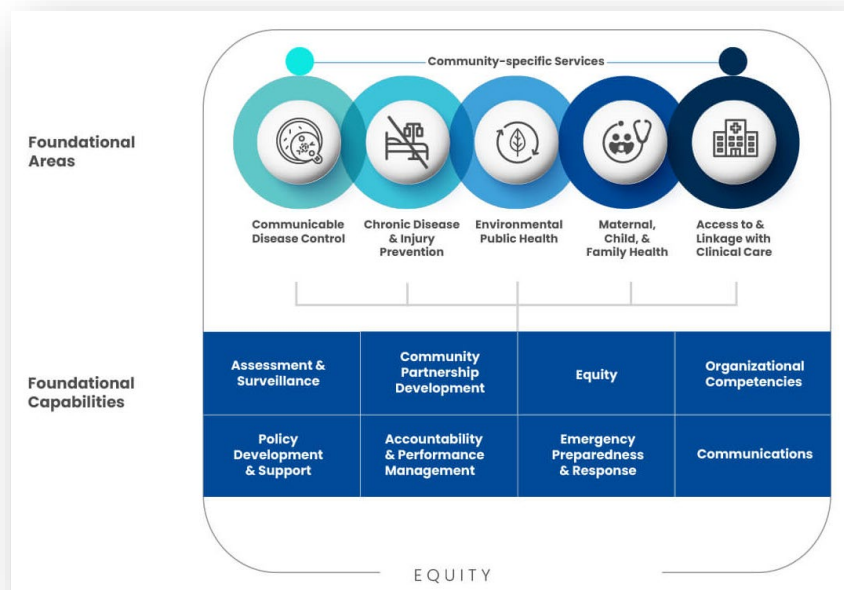 Community-specific Services
Foundational
Areas
Communicable
Disease Control
Chronic Disease
& Injury
Prevention
Environmental
Public Health
Maternal,
Child, &
Family Health
Access to &
Linkage with
Clinical Care
Foundational
Capabilities
Assessment &
Surveillance
Community
Partnership
Development
Equity
Organizational
Competencies
Policy
Development
& Support
Accountability
& Performance
Management
Emergency
Preparedness
& Response
Communications
EQUITY